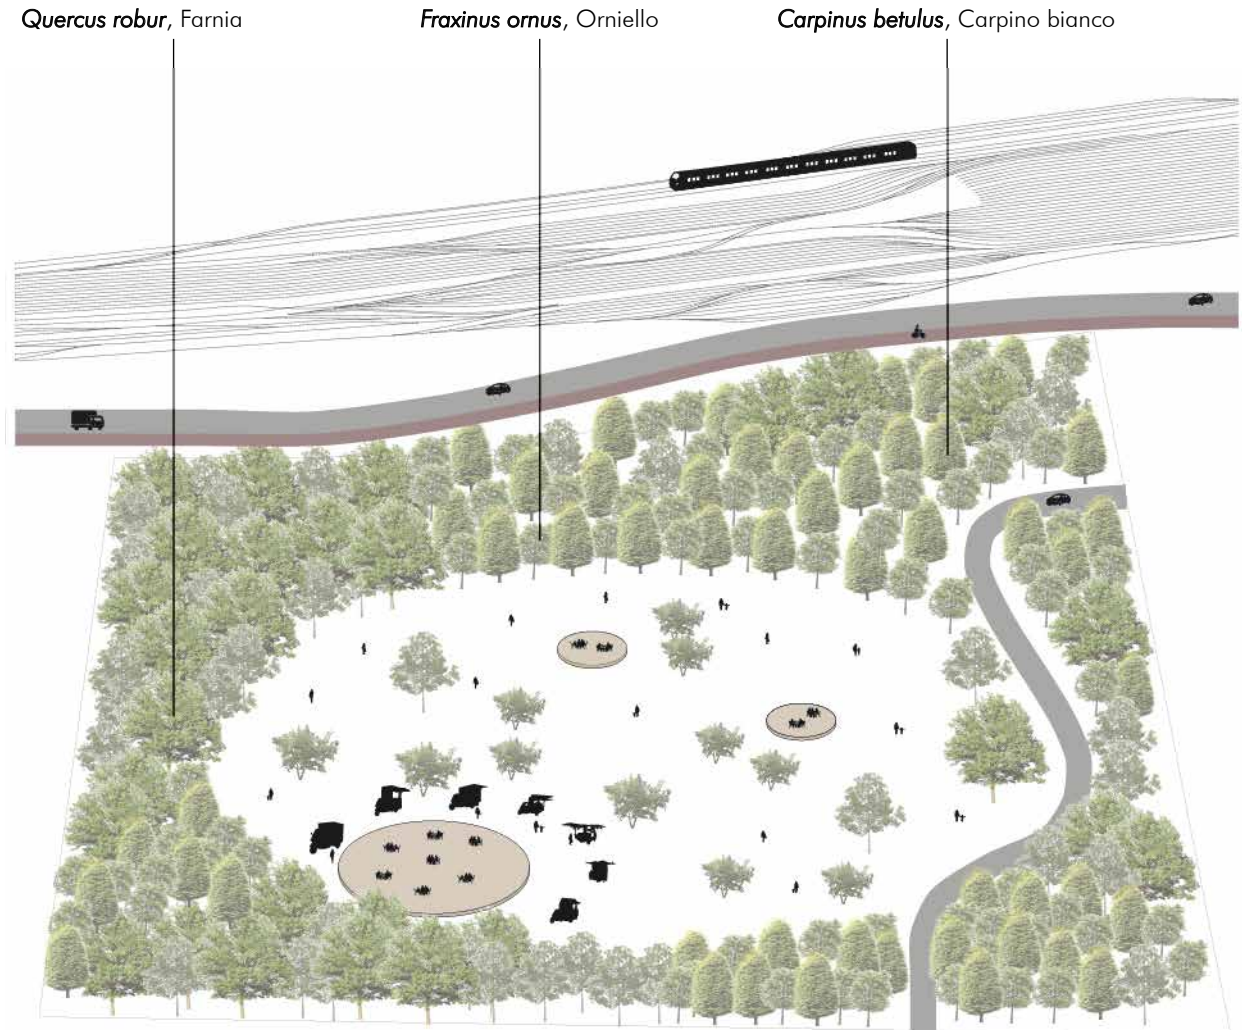 Quercus robur, Farnia
Fraxinus ornus, Orniello
Carpinus betulus, Carpino bianco